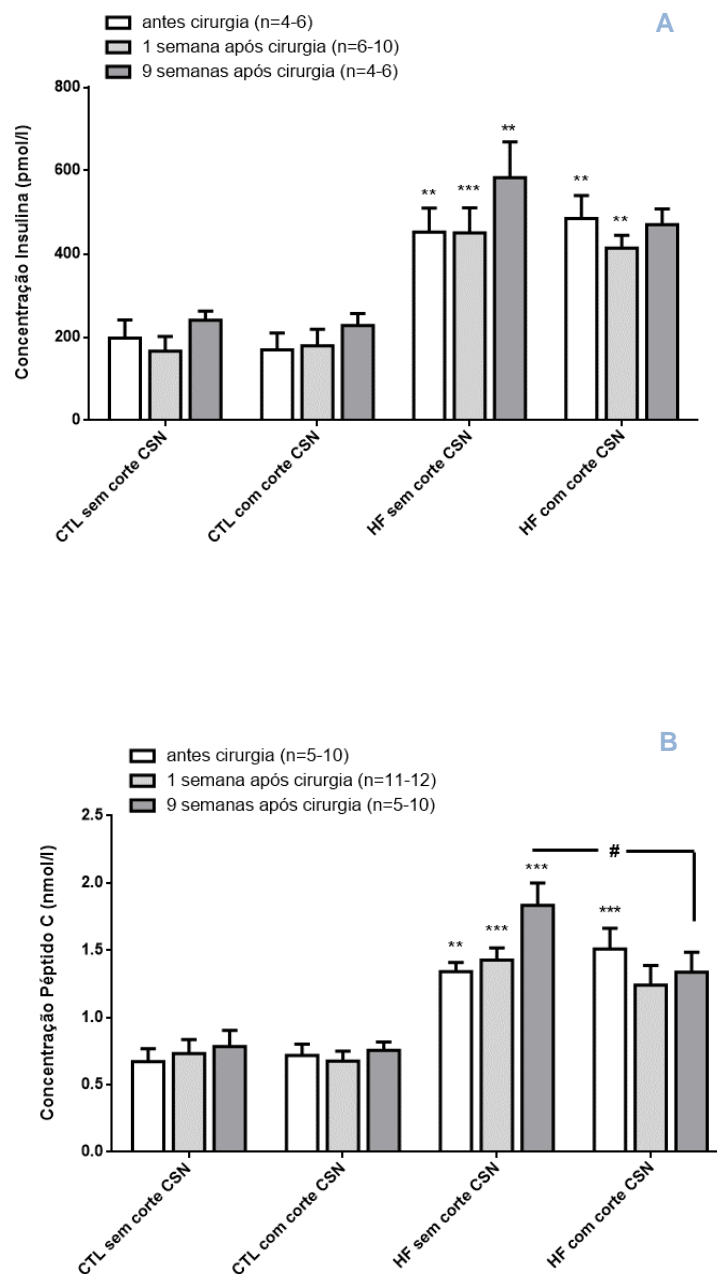 A
antes cirurgia (n=4-6)
1 semana após cirurgia (n=6-10)
9 semanas após cirurgia (n=4-6)
Concentração Insulina (pmol/l)
800
600
400
200
0
** *** **
** **
CTL sem corte CSN
CTL com corte CSN
HF sem corte CSN
HF com corte CSN
B
antes cirurgia (n=5-10)
1 semana após cirurgia (n=11-12)
9 semanas após cirurgia (n=5-10)
Concentração Péptido C (nmol/l)
2.5
2.0
1.5
1.0
0.5
0.0
#
** *** ***
***
CTL sem corte CSN
CTL com corte CSN
HF sem corte CSN
HF com corte CSN